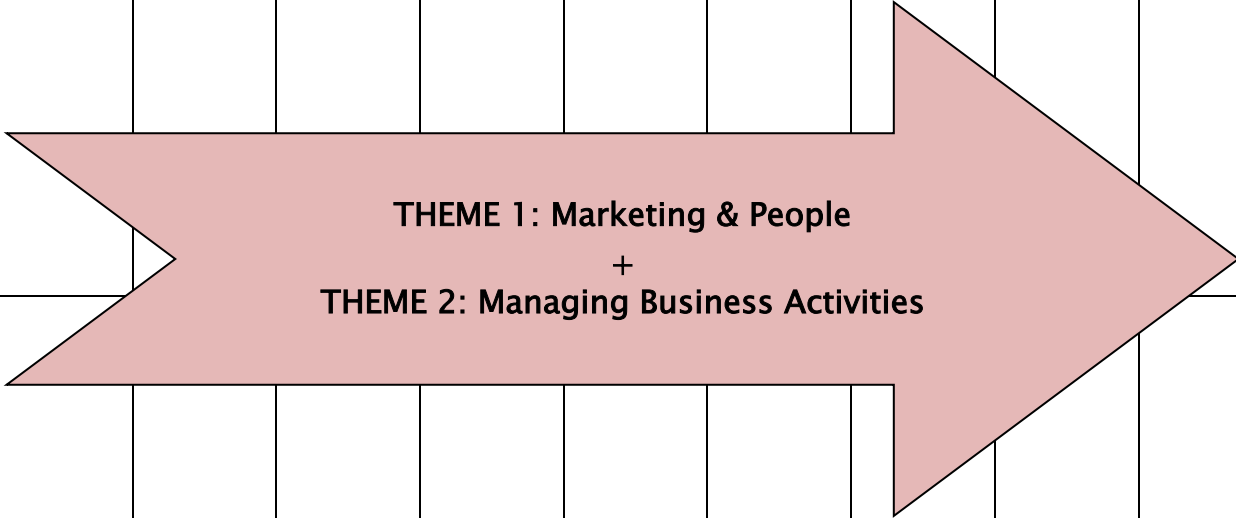 THEME 1: Marketing & People
+
THEME 2: Managing Business Activities